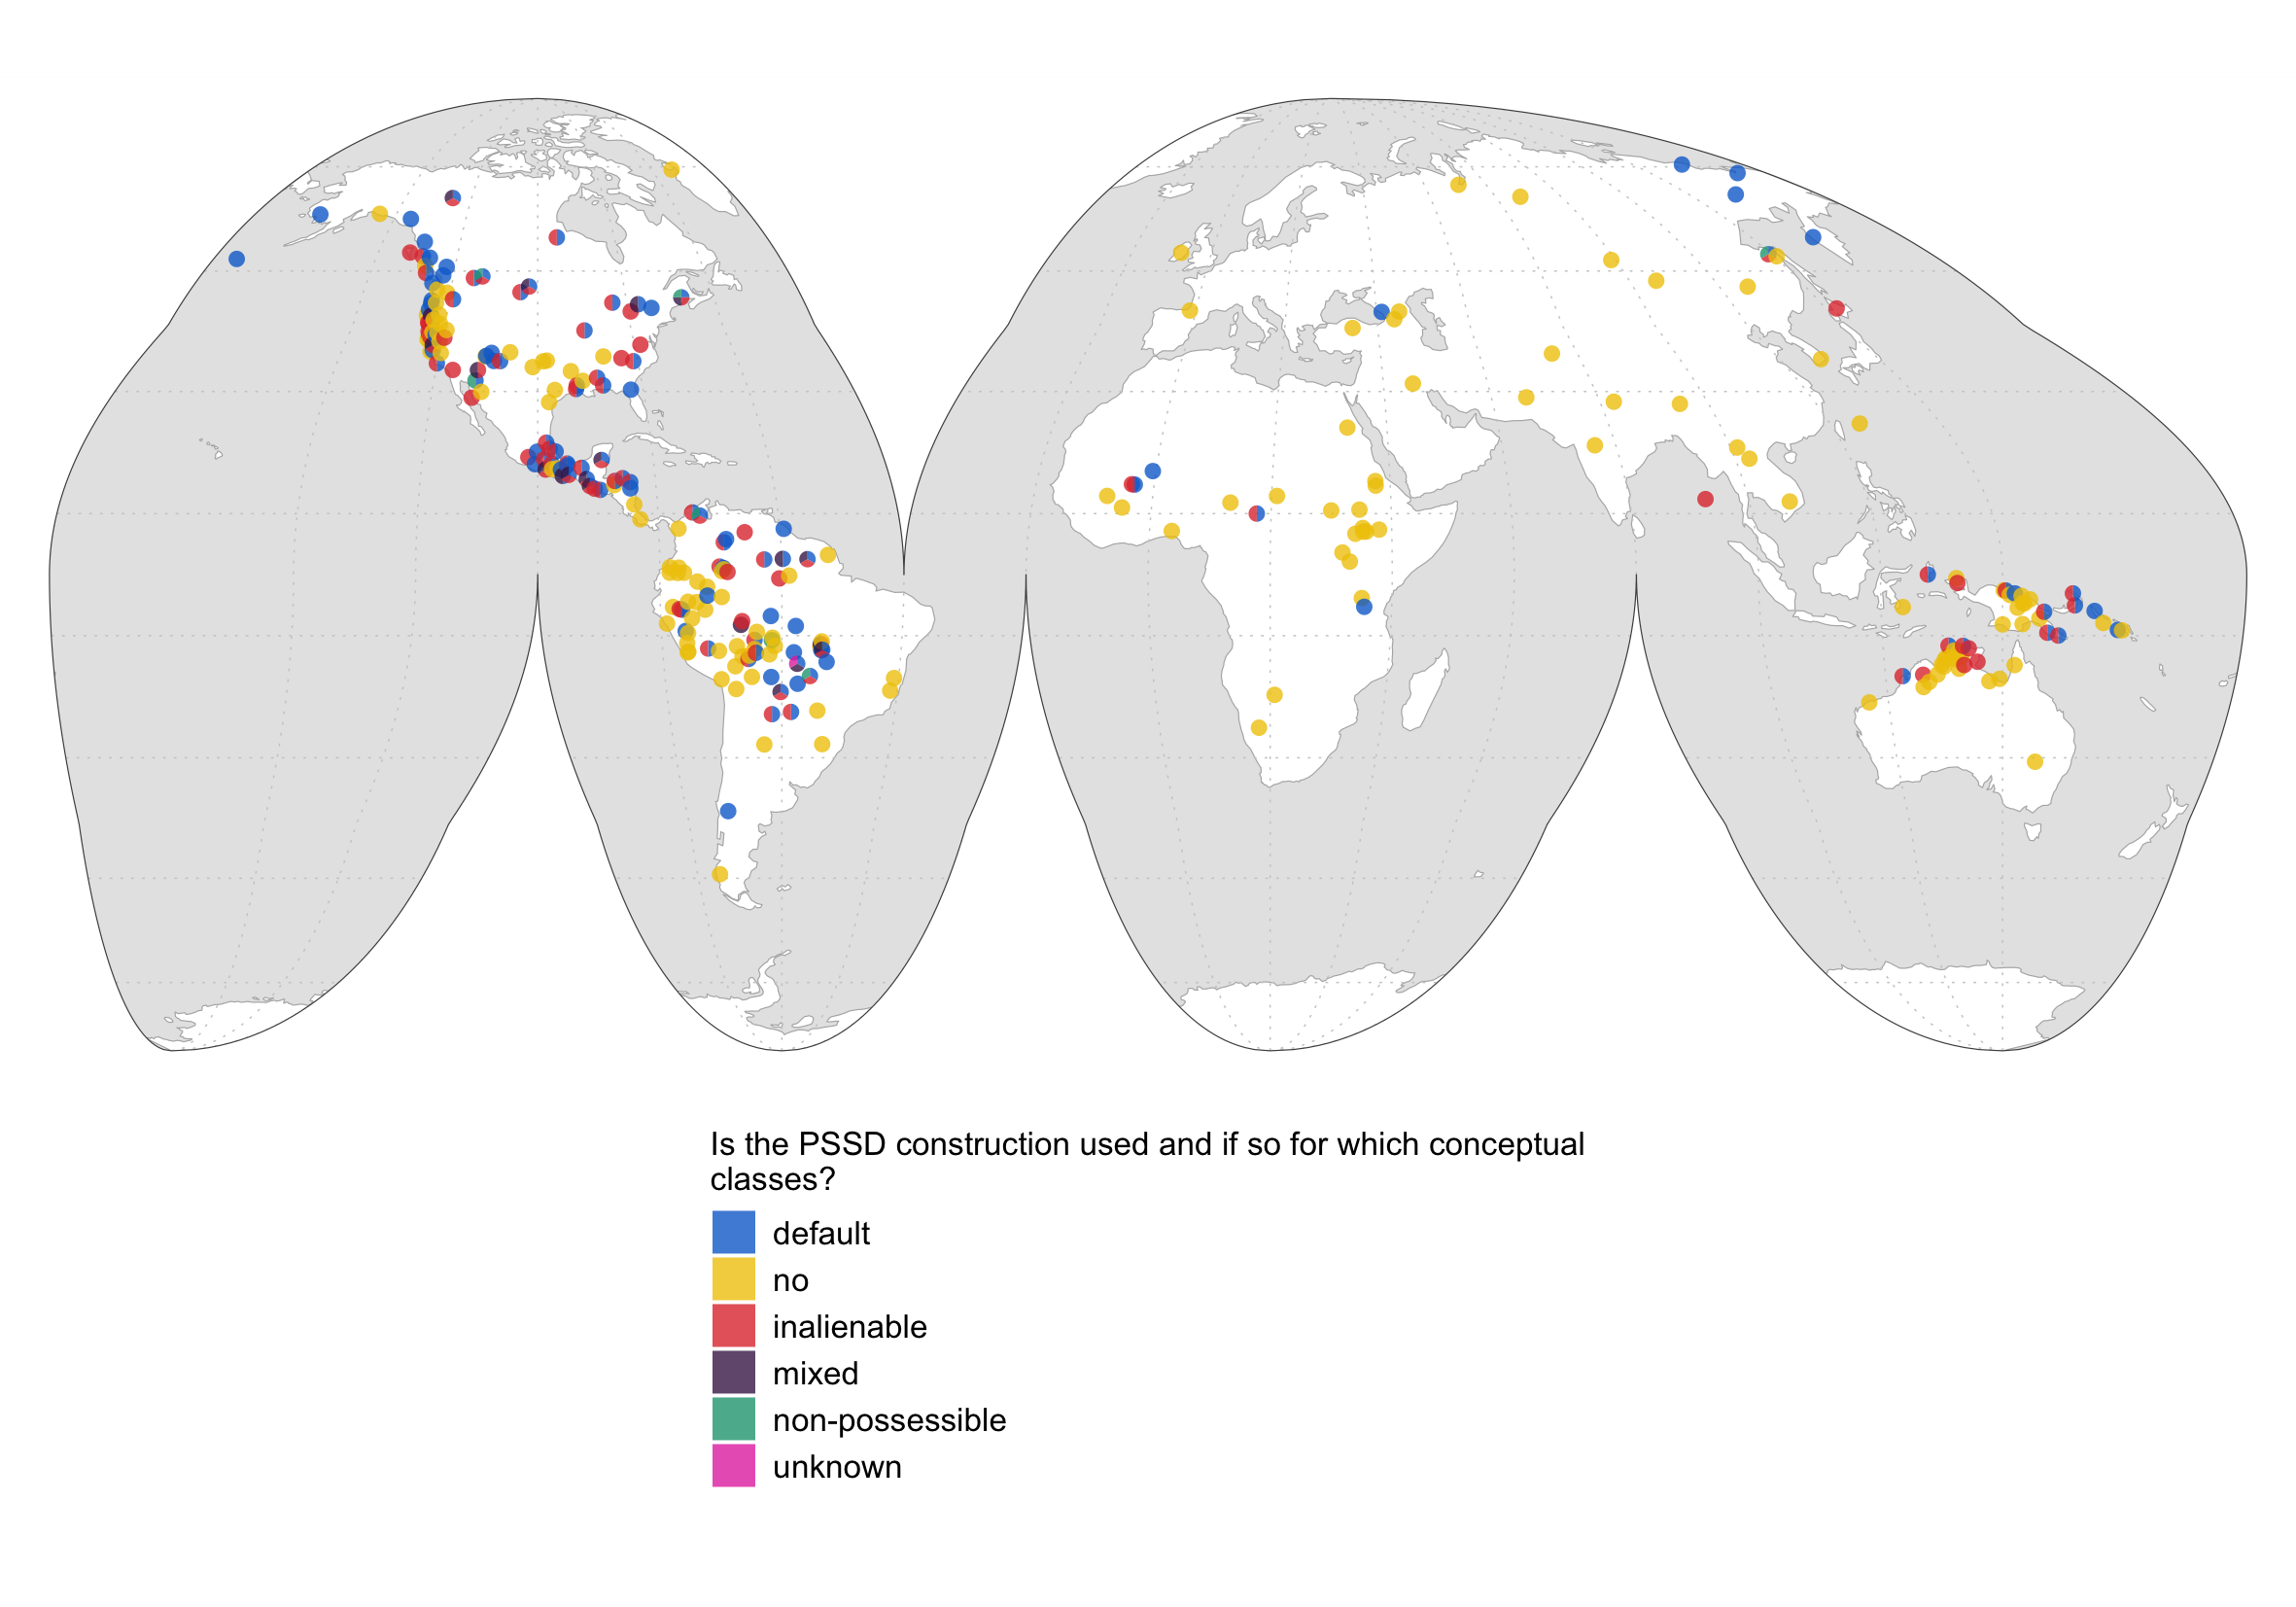 Is the PSSD construction used and if so for which conceptual
classes?
default
no
inalienable
mixed
non-possessible
unknown